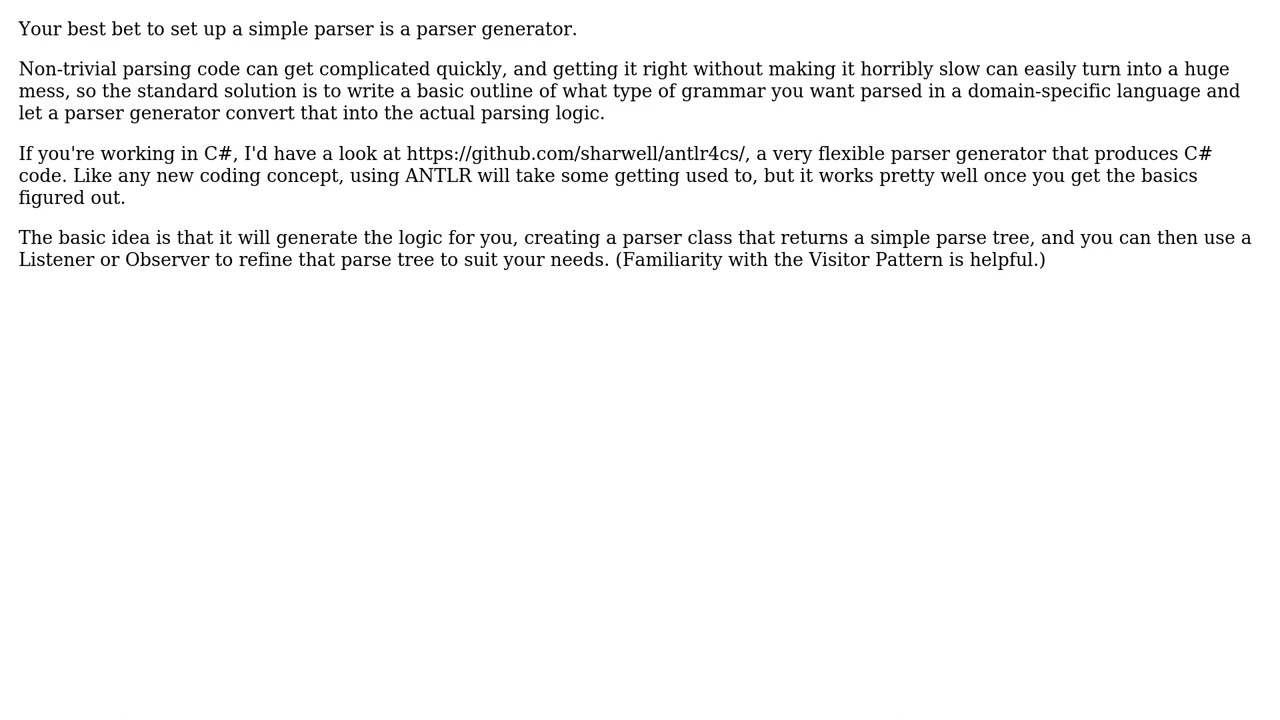 Your best bet to set up a simple parser is a parser generator.
Non-trivial parsing code can get complicated quickly, and getting it right without making it horribly slow can easily turn into a huge
mess, so the standard solution is to write a basic outline of what type of grammar you want parsed in a domain-specific language and
let a parser generator convert that into the actual parsing logic.
If you're working in C#, I'd have a look at https://github.com/sharwell/antlr4cs/, a very flexible parser generator that produces C#
code. Like any new coding concept, using ANTLR will take some getting used to, but it works pretty well once you get the basics
figured out.
The basic idea is that it will generate the logic for you, creating a parser class that returns a simple parse tree, and you can then use a
Listener or Observer to refine that parse tree to suit your needs. (Familiarity with the Visitor Pattern is helpful.)